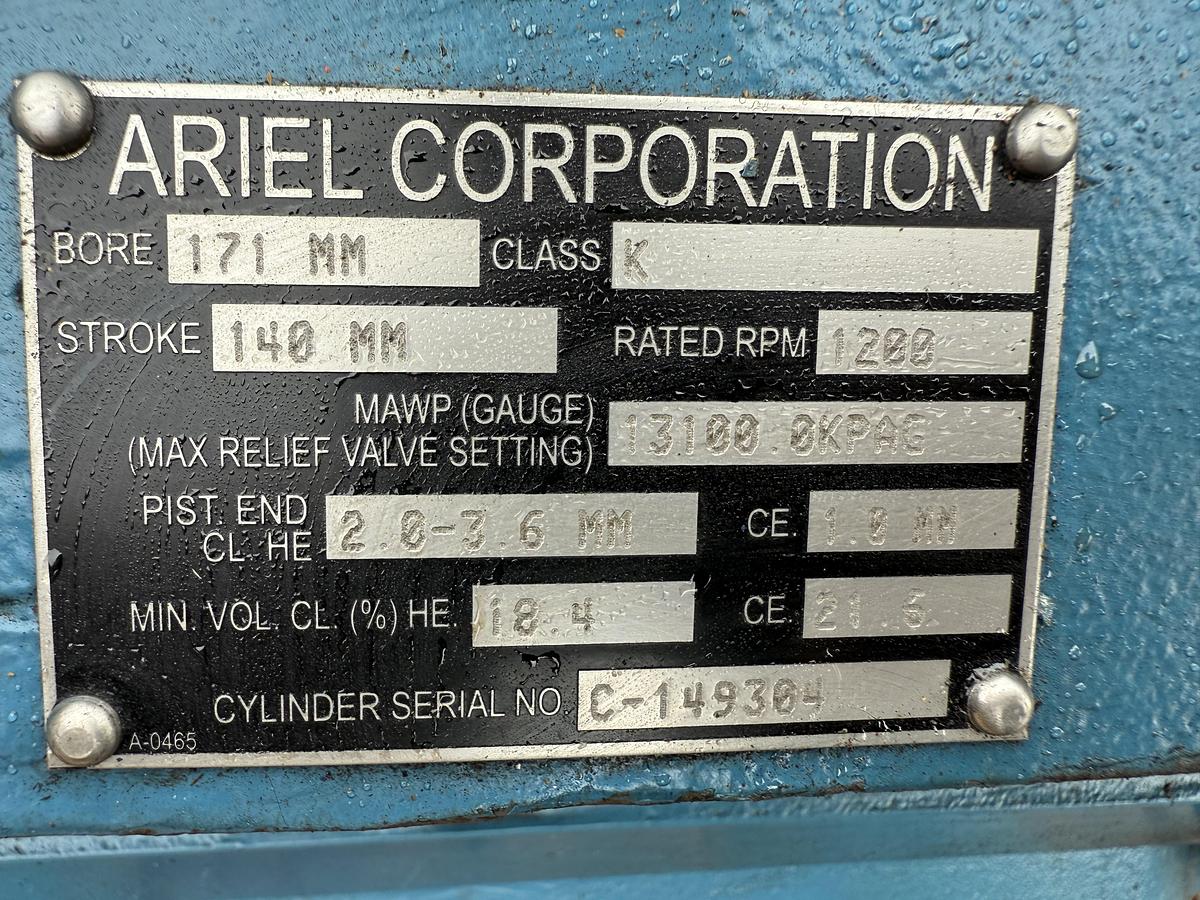 ARIEL CORPORATION
BORE 171 MM CLASS K
STROKE 140 MM RATED RPM 1200
MAWP (GAUGE)
(MAX RELIEF VALVE SETTING) 13100.0KPAG
PIST. END
CL. HE 2.0-3.6 MM CE. 1.0 MM
MIN. VOL. CL. (%) HE. 18.4 CE. 21.6
CYLINDER SERIAL NO. C-149304
A-0465